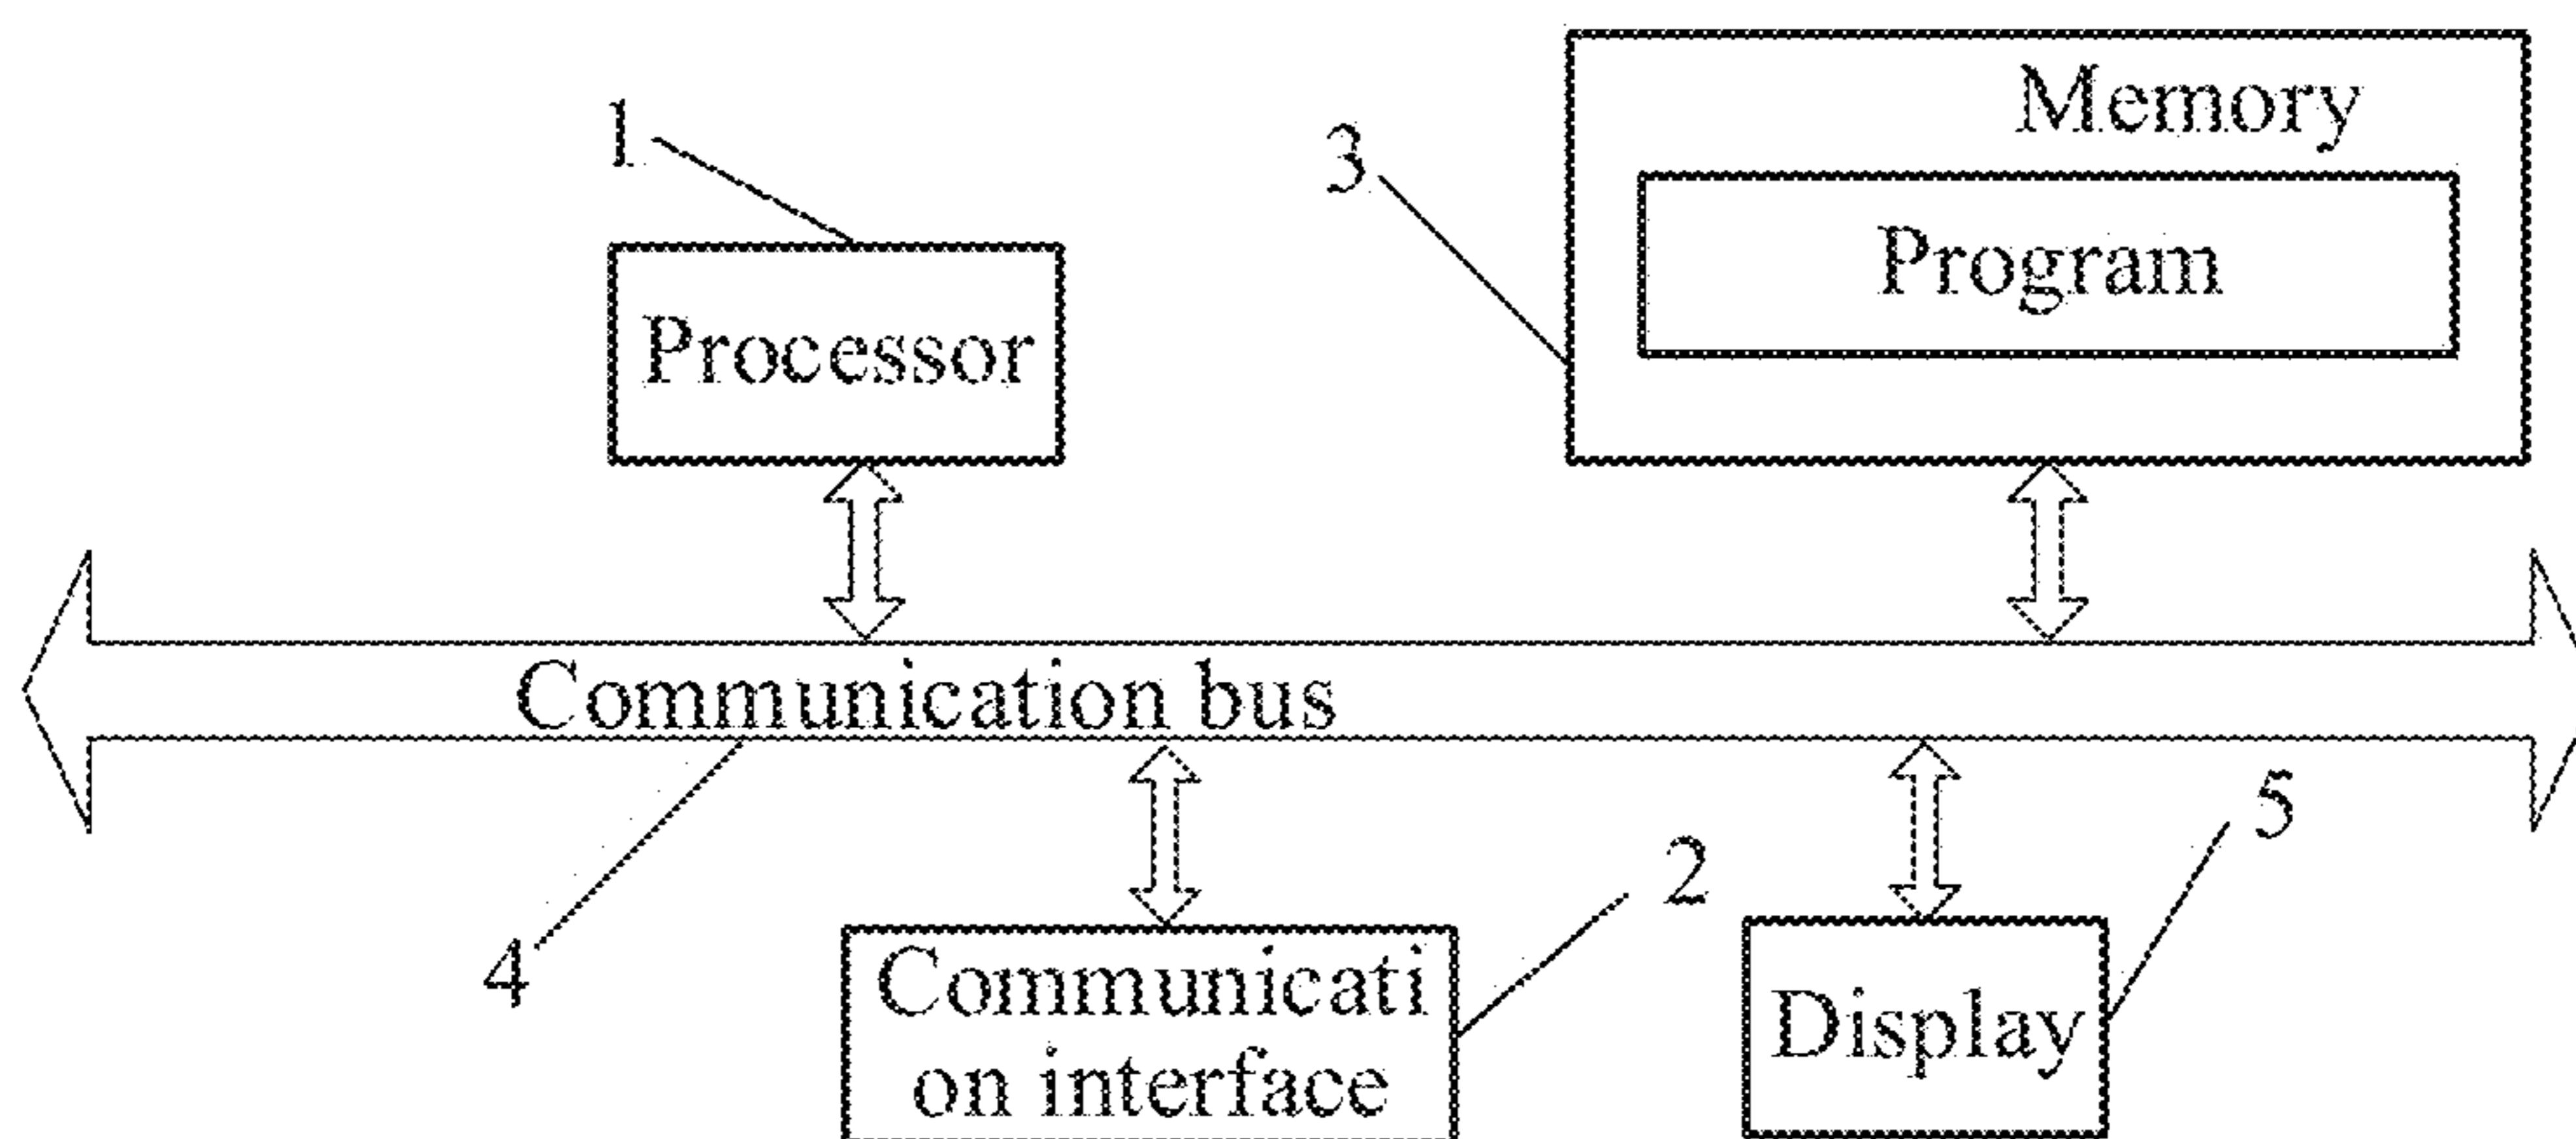 Memory
1
3
Program
Processor
Communication bus
5
2
4
Communicati
on interface
Display